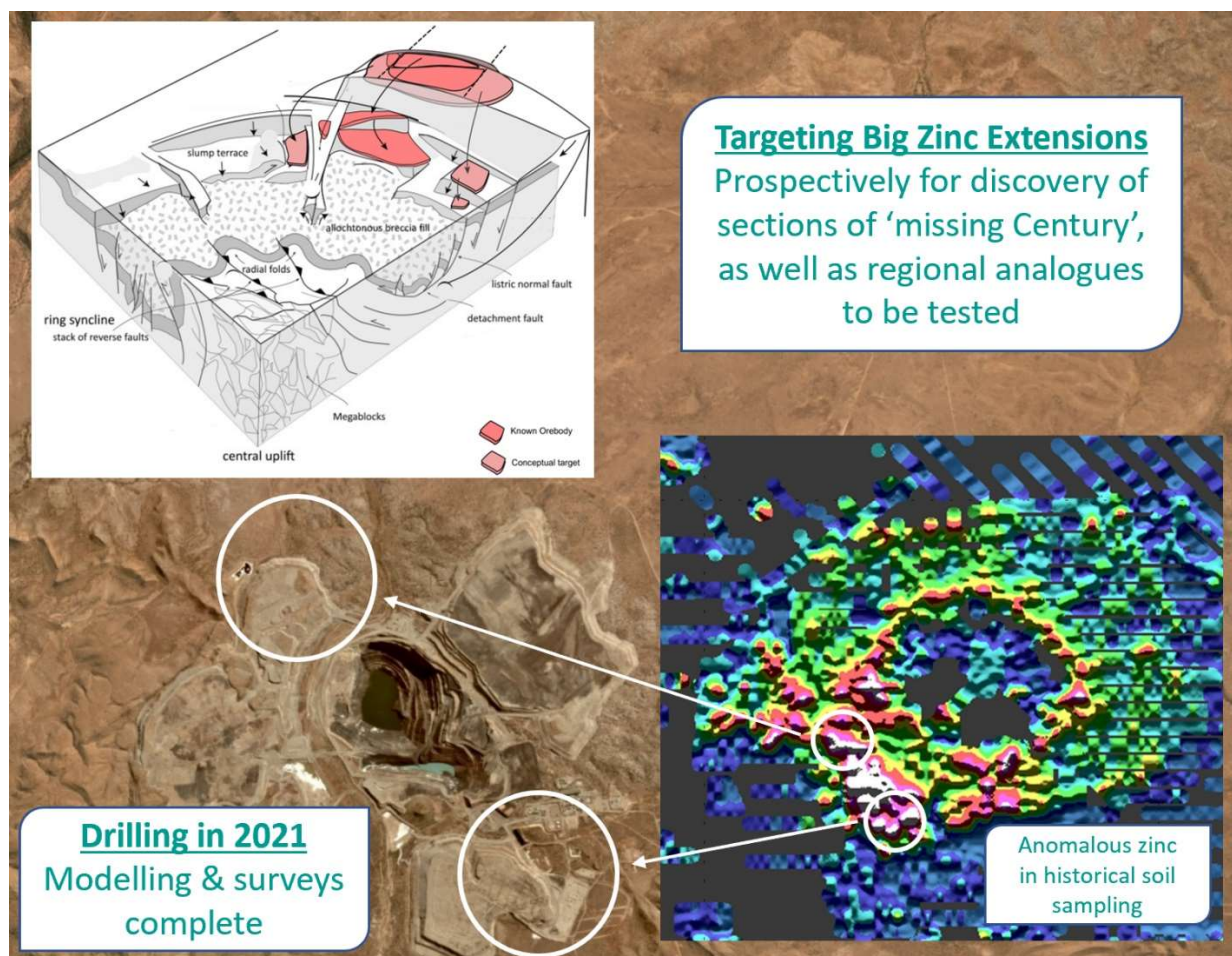 slump terrace
allochtonous breccia fill
radial folds
listric normal fault
ring syncline
detachment fault
stack of reverse faults
Megablocks
central uplift
Known Orebody
Conceptual target
Targeting Big Zinc Extensions
Prospectively for discovery of
sections of ‘missing Century’,
as well as regional analogues
to be tested
Drilling in 2021
Modelling & surveys
complete
Anomalous zinc
in historical soil
sampling